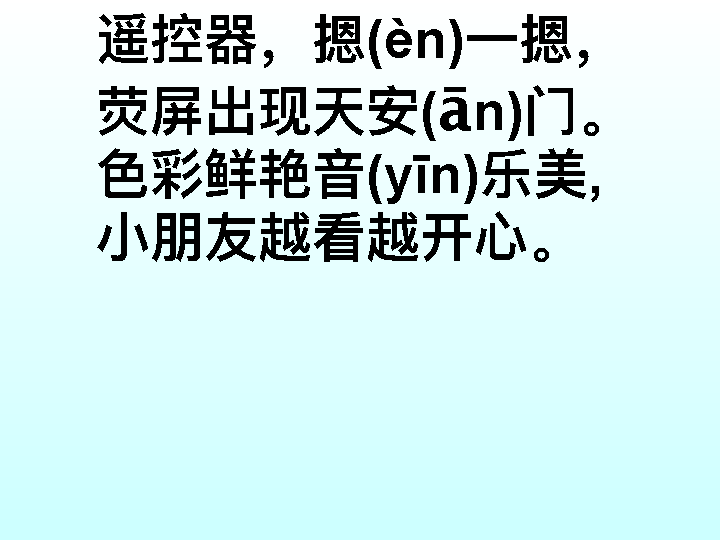 遥控器，摁(èn)一摁，
荧屏出现天安(ān)门。
色彩鲜艳音(yīn)乐美，
小朋友越看越开心。